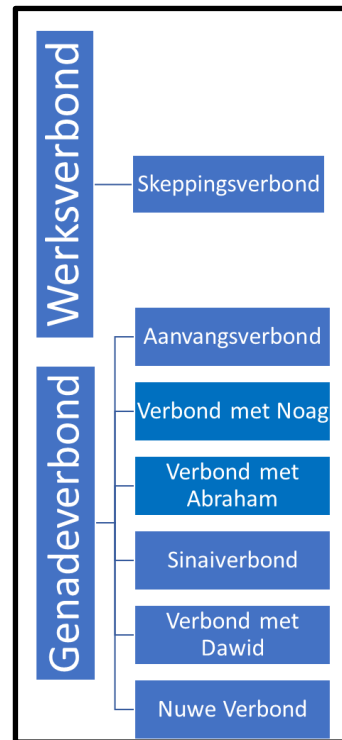 Werksverbond
Skeppingsverbond
Genadeverbond
Aanvangsverbond
Verbond met Noag
Verbond met
Abraham
Sinaiverbond
Verbond met
Dawid
Nuwe Verbond